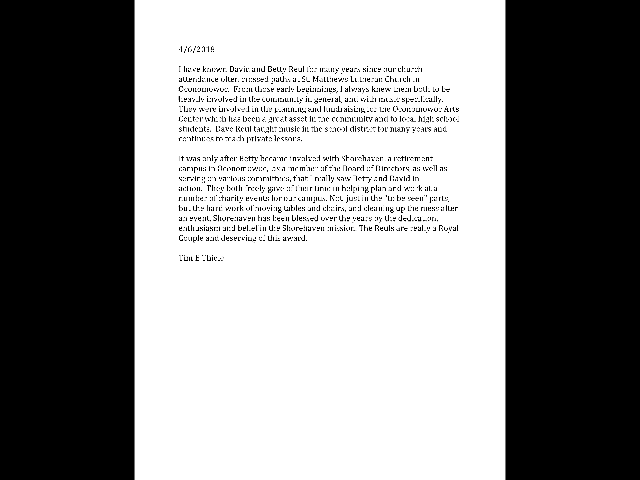 4/6/2018
I have known David and Betty Reul for many years since our church
attendance often crossed paths at St. Matthews Lutheran Church in
Oconomowoc. From those early beginnings, I always knew them both to be
heavily involved in the community in general, and with music specifically.
They were involved in the planning and fundraising for the Oconomowoc Arts
Center which has been a great asset in the community and to local high school
students. Dave Reul taught music in the school district for many years and
continues to teach private lessons.
It was only after Betty became involved with Shorehaven, a retirement
campus in Oconomowoc, as a member of the Board of Directors, as well as
serving on various committees, that I really saw Betty and David in
action. They both freely gave of their time in helping plan and work at a
number of charity events for our campus. Not just in the "to be seen" parts,
but the hard work of moving tables and chairs, and cleaning up the mess after
an event, Shorehaven has been blessed over the years by the dedication,
enthusiasm and belief in the Shorehaven mission. The Reuls are really a Royal
Couple and deserving of this award.
Tim E Thiele